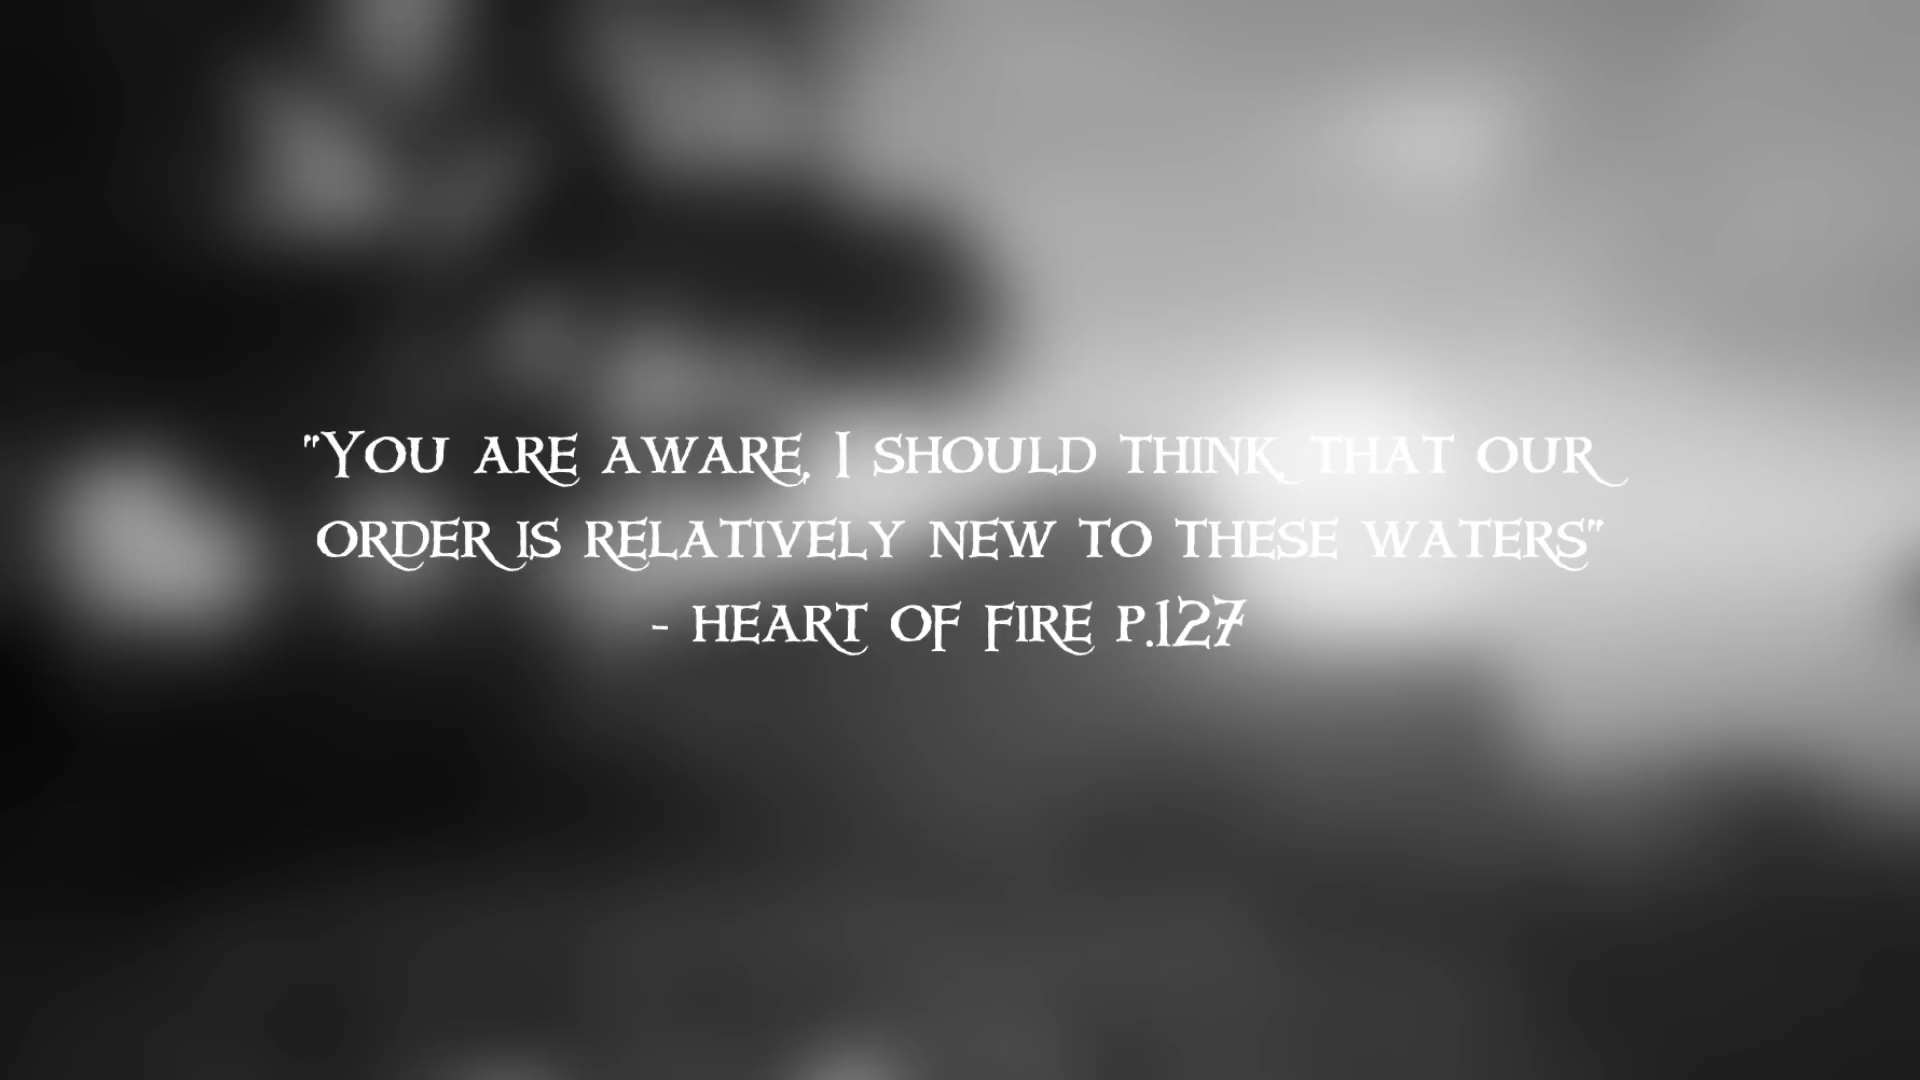 "You are aware, I should think, that our
order is relatively new to these waters"
- Heart of Fire p.127